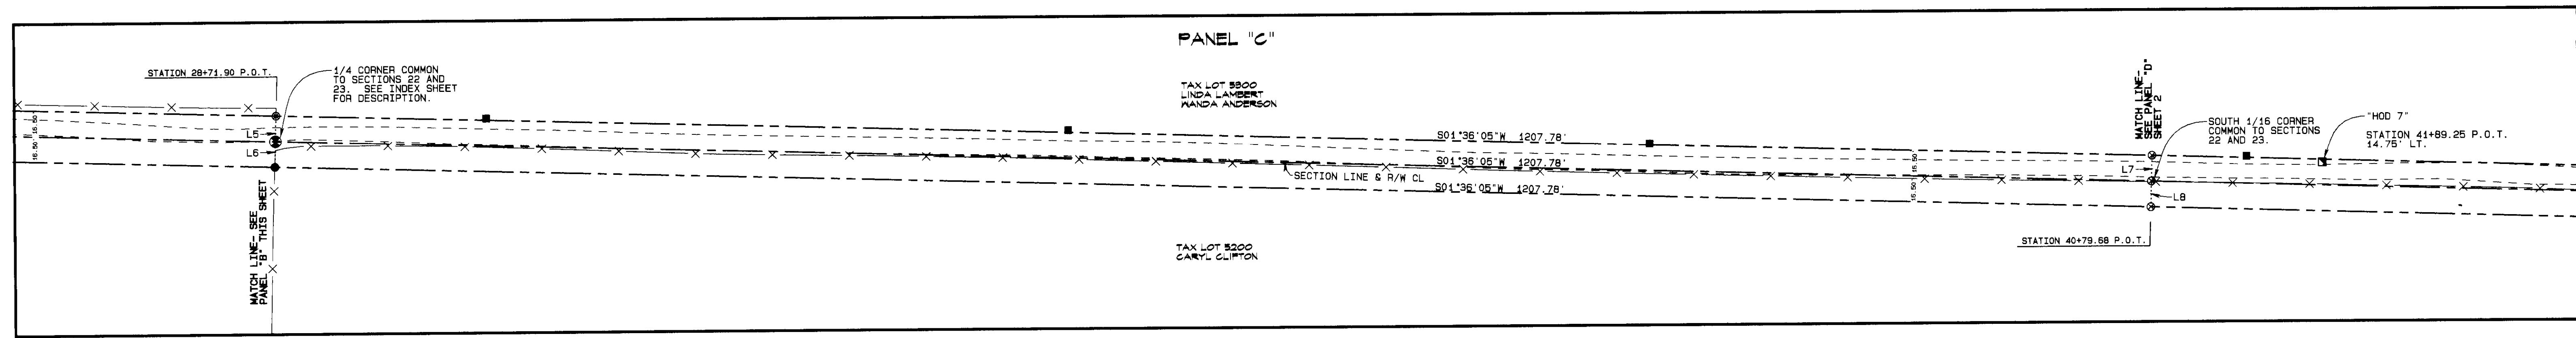 PANEL "C"
STATION 28+71.90 P.O.T.
1/4 CORNER COMMON
TO SECTIONS 22 AND
23. SEE INDEX SHEET
FOR DESCRIPTION.
TAX LOT 5300
LINDA LAMBERT
WANDA ANDERSON
MATCH LINE-
SEE PANEL "D"
SHEET 2
SOUTH 1/16 CORNER
COMMON TO SECTIONS
22 AND 23.
"HOD 7"
STATION 41+89.25 P.O.T.
14.75' LT.
16.50'
16.50'
L5
L6
S01°36'05"W 1207.78'
S01°36'05"W 1207.78'
S01°36'05"W 1207.78'
SECTION LINE & R/W CL
16.50'
16.50'
L7
L8
MATCH LINE- SEE
PANEL "B" THIS SHEET
TAX LOT 5200
CARYL CLIFTON
STATION 40+79.68 P.O.T.